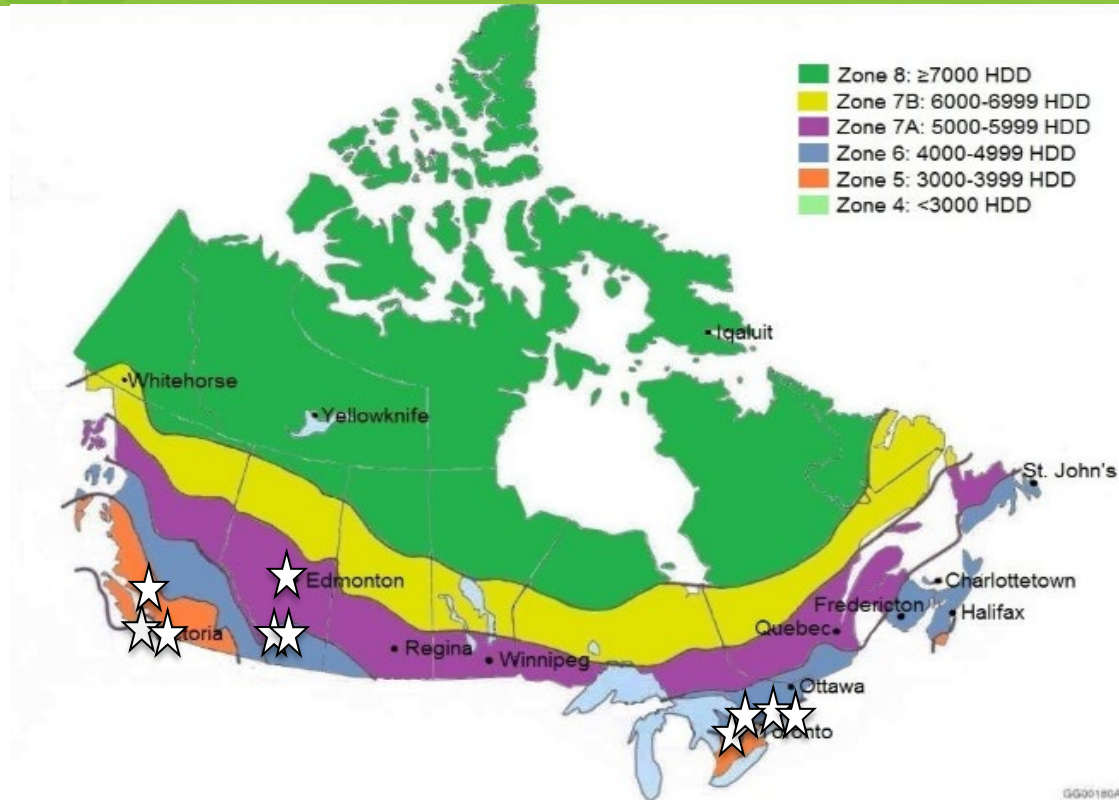 Zone 8: ≥7000 HDD
Zone 7B: 6000-6999 HDD
Zone 7A: 5000-5999 HDD
Zone 6: 4000-4999 HDD
Zone 5: 3000-3999 HDD
Zone 4: <3000 HDD
Iqaluit
Whitehorse
Yellowknife
St. John's
Edmonton
Charlottetown
Fredericton
Halifax
Quebec
Regina
Winnipeg
Ottawa